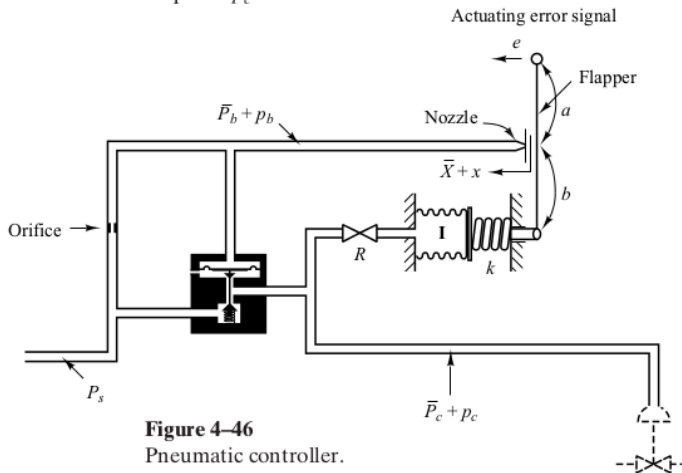 Actuating error signal
e
Flapper
a
P̅b + pb
Nozzle
X̅ + x
b
Orifice
I
R
k
Ps
P̅c + pc
Figure 4–46
Pneumatic controller.